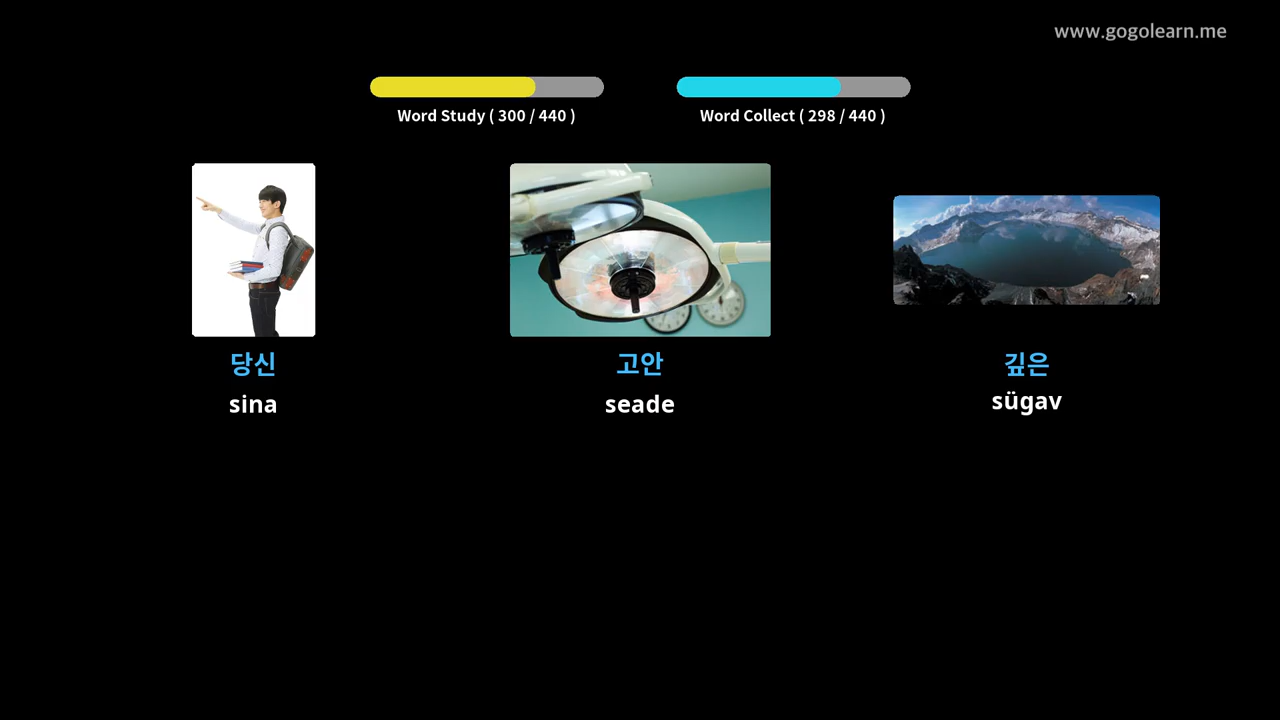 www.gogolearn.me
Word Study ( 300 / 440 )
Word Collect ( 298 / 440 )
당신
고안
깊은
sina
seade
sügav